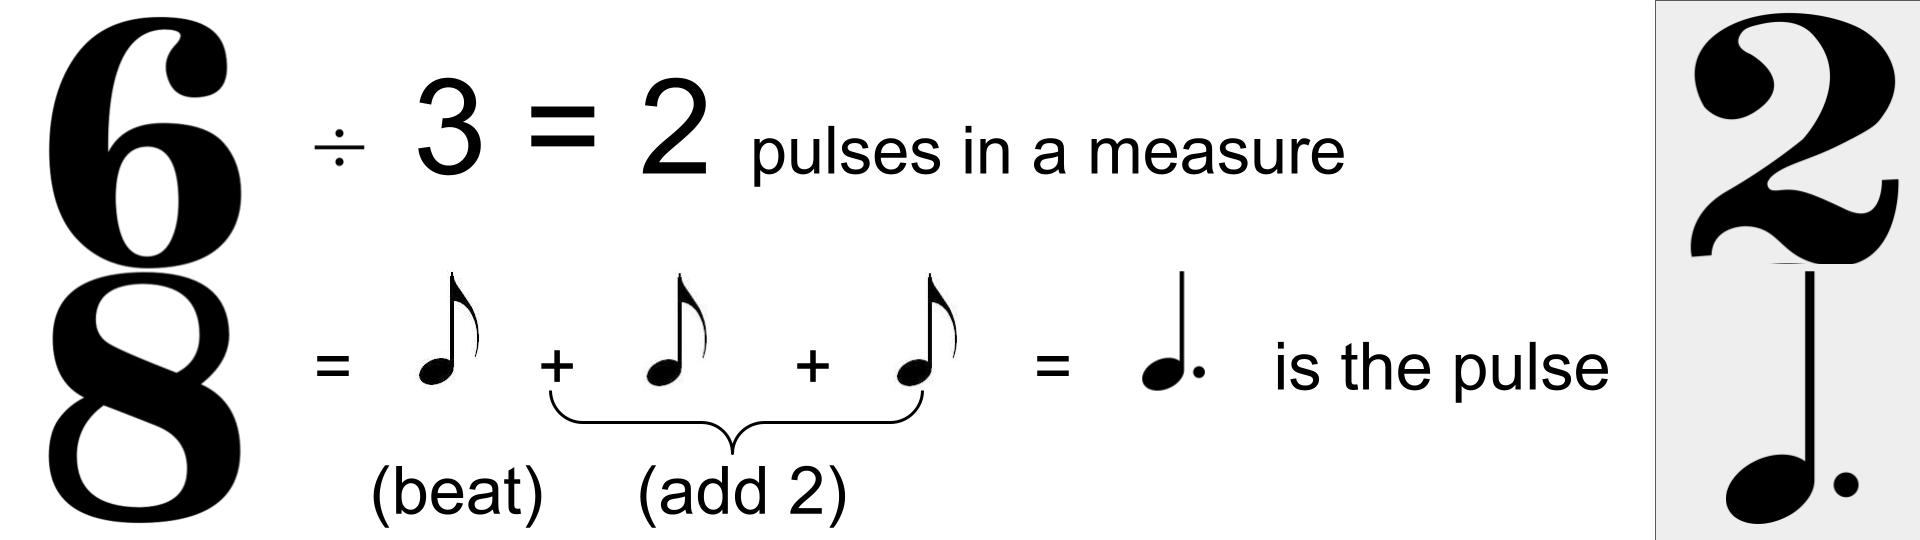 6 ÷ 3 = 2 pulses in a measure 2
8 = ♪ + ♪ + ♪ = ♩. is the pulse ♩.
(beat) (add 2)